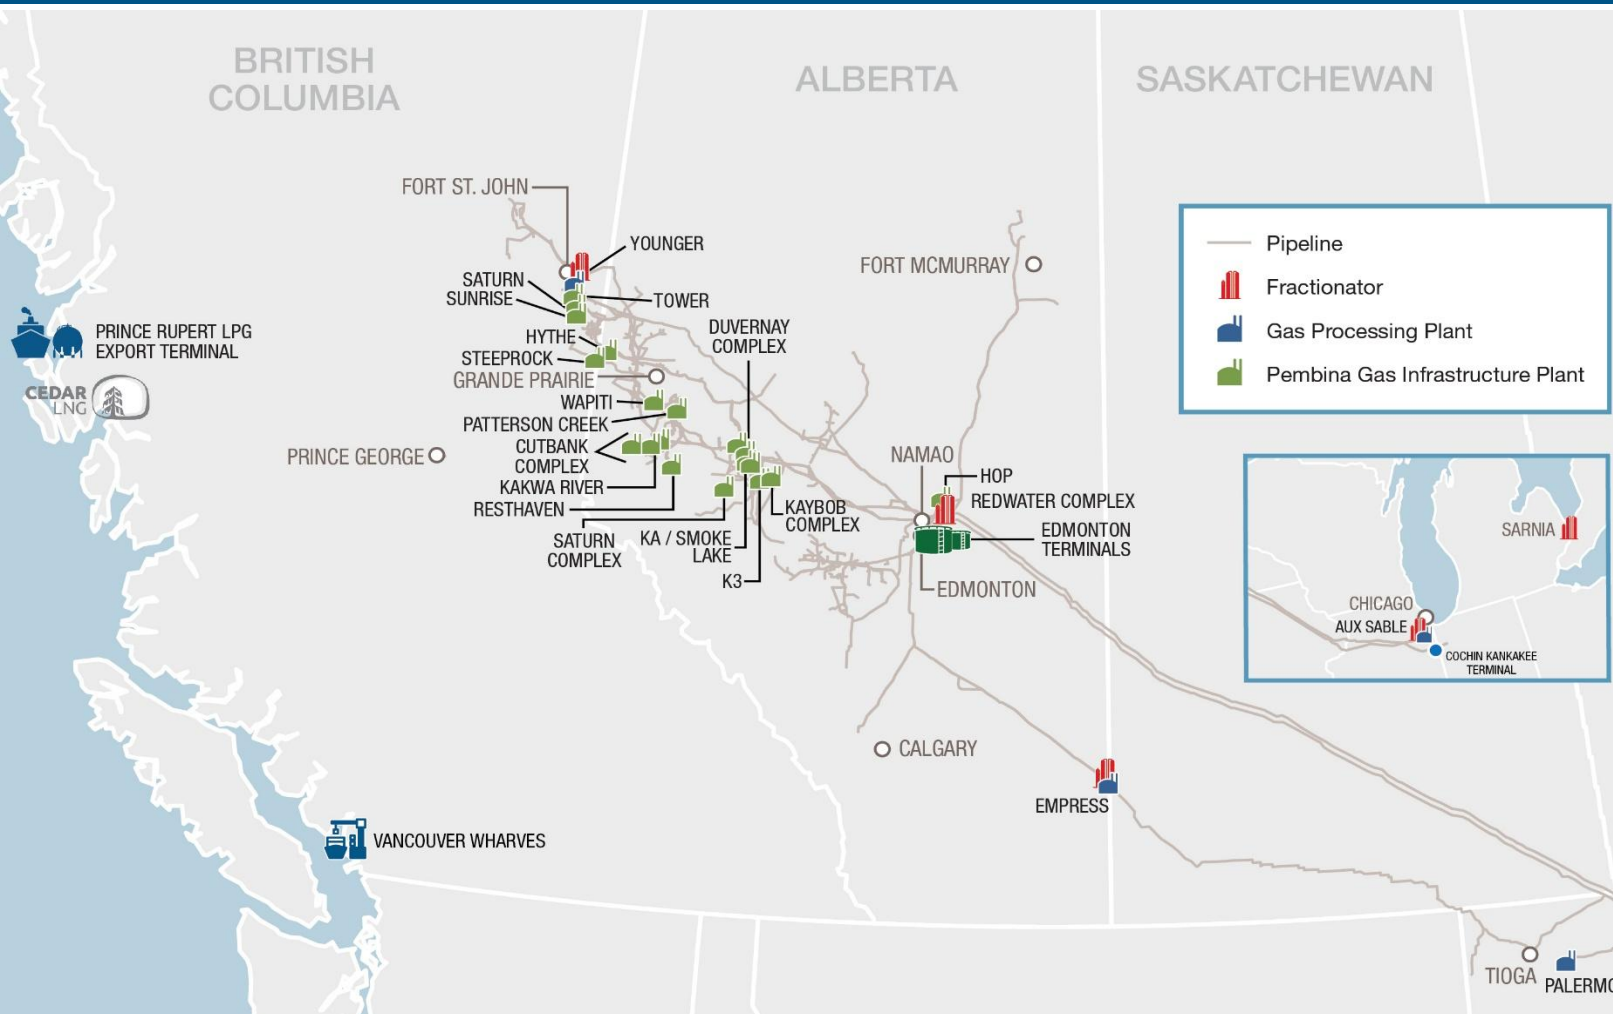 BRITISH
COLUMBIA
ALBERTA
SASKATCHEWAN
FORT ST. JOHN
YOUNGER
SATURN
SUNRISE
TOWER
HYTHE
STEEPROCK
GRANDE PRAIRIE
WAPITI
PATTERSON CREEK
CUTBANK
COMPLEX
KAKWA RIVER
RESTHAVEN
SATURN
COMPLEX
DUVERNAY
COMPLEX
KA / SMOKE
LAKE
K3
KAYBOB
COMPLEX
FORT MCMURRAY
NAMAO
HOP
REDWATER COMPLEX
EDMONTON
TERMINALS
EDMONTON
CALGARY
EMPRESS
PRINCE RUPERT LPG
EXPORT TERMINAL
CEDAR
LNG
PRINCE GEORGE
VANCOUVER WHARVES
Pipeline
Fractionator
Gas Processing Plant
Pembina Gas Infrastructure Plant
SARNIA
CHICAGO
AUX SABLE
COCHIN KANKAKEE
TERMINAL
TIOGA
PALERMO